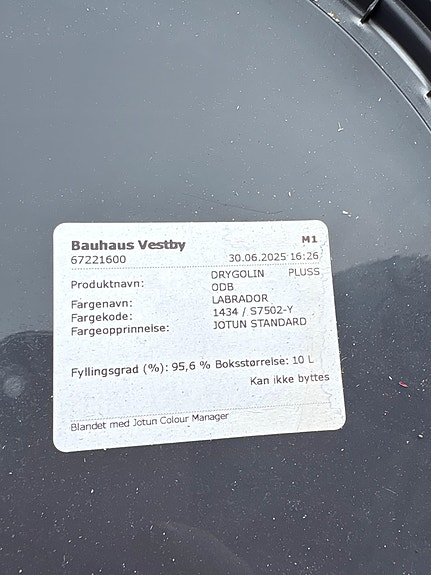 Bauhaus Vestby M1
67221600 30.06.2025 16:26
Produktnavn: DRYGOLIN PLUSS
ODB
Fargenavn: LABRADOR
Fargekode: 1434 / S7502-Y
Fargeopprinnelse: JOTUN STANDARD
Fyllingsgrad (%): 95,6 % Boksstørrelse: 10 L
Kan ikke byttes
Blandet med Jotun Colour Manager